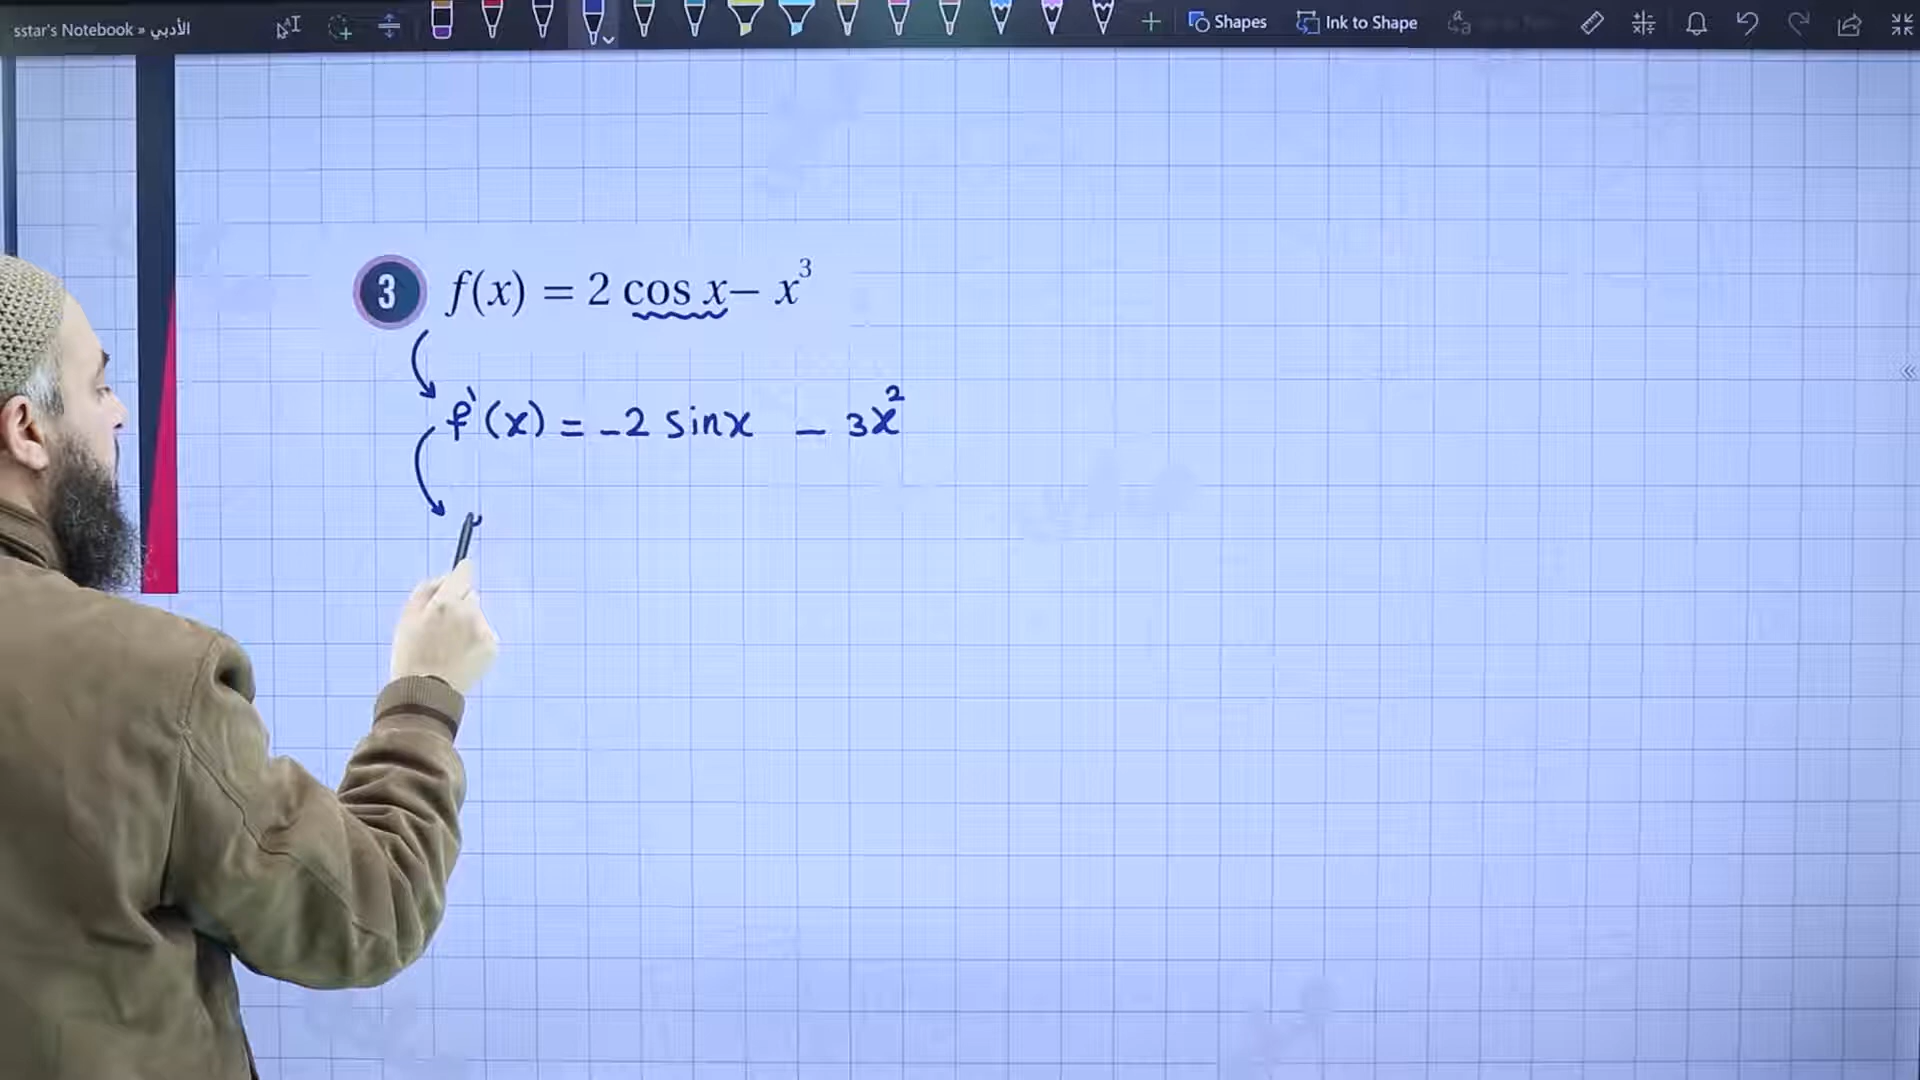 sstar's Notebook » الأدبي
Shapes
Ink to Shape
3 f(x) = 2 cos x − x³
f'(x) = -2 sinx - 3x²